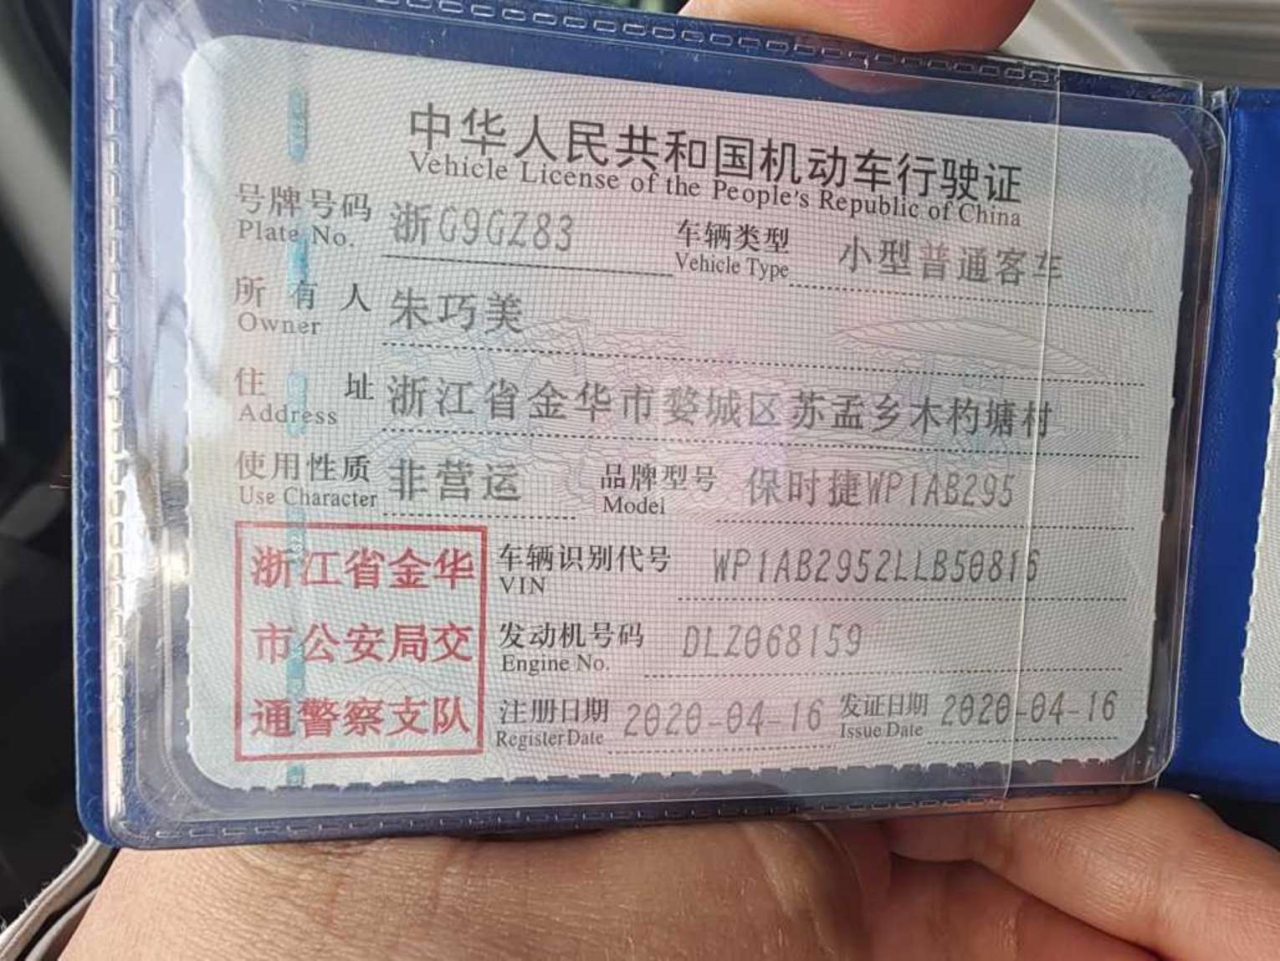 中华人民共和国机动车行驶证
Vehicle License of the People's Republic of China
号牌号码 浙G9GZ83 车辆类型 小型普通客车
Plate No. Vehicle Type
所有人 朱巧美
Owner
住址 浙江省金华市婺城区苏孟乡木杓塘村
Address
使用性质 非营运 品牌型号 保时捷WP1AB295
Use Character Model
浙江省金华
市公安局交
通警察支队
车辆识别代号 WP1AB2952LLB50816
VIN
发动机号码 DLZ068159
Engine No.
注册日期 2020-04-16 发证日期 2020-04-16
Register Date Issue Date